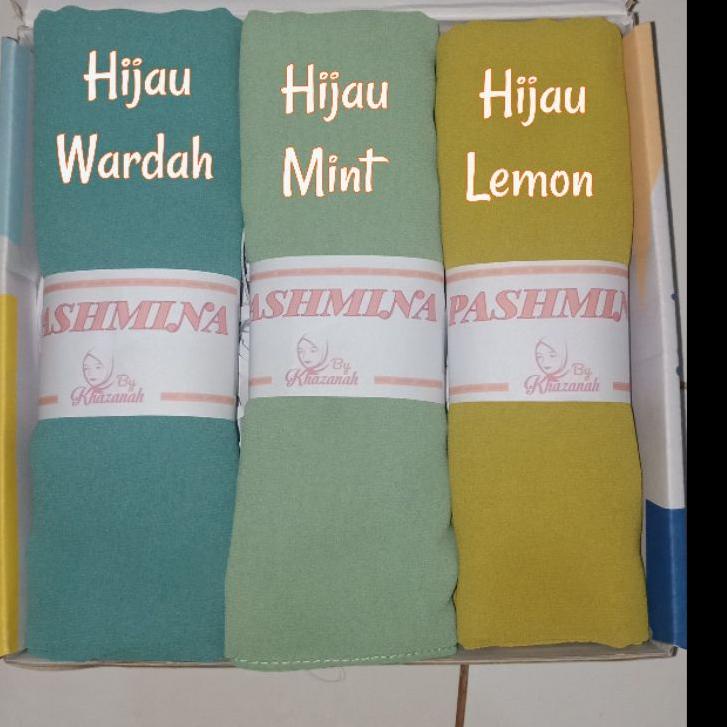 Hijau
Wardah
Hijau
Mint
Hijau
Lemon
ASHMINA
By
Khazanah
ASHMINA
By
Khazanah
PASHMIN
By
Khazanah